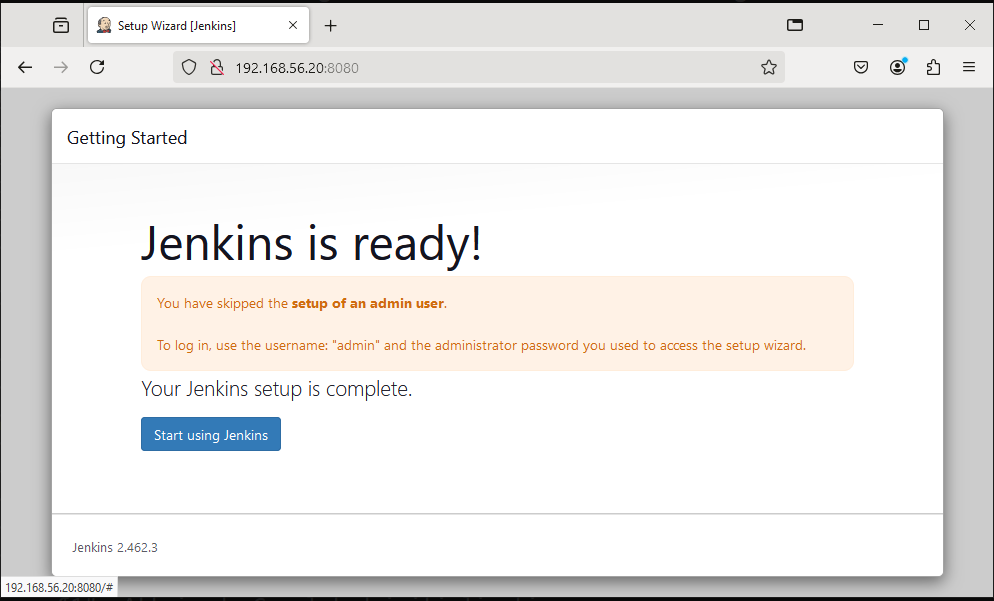 Setup Wizard [Jenkins]
192.168.56.20:8080
Getting Started
Jenkins is ready!
You have skipped the setup of an admin user.
To log in, use the username: "admin" and the administrator password you used to access the setup wizard.
Your Jenkins setup is complete.
Start using Jenkins
Jenkins 2.462.3
192.168.56.20:8080/#